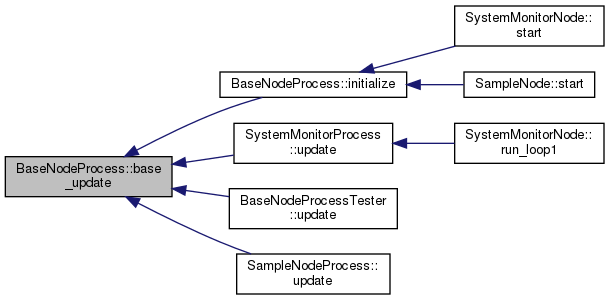 SystemMonitorNode::
start
BaseNodeProcess::initialize
SampleNode::start
SystemMonitorProcess
::update
SystemMonitorNode::
run_loop1
BaseNodeProcess::base
_update
BaseNodeProcessTester
::update
SampleNodeProcess::
update